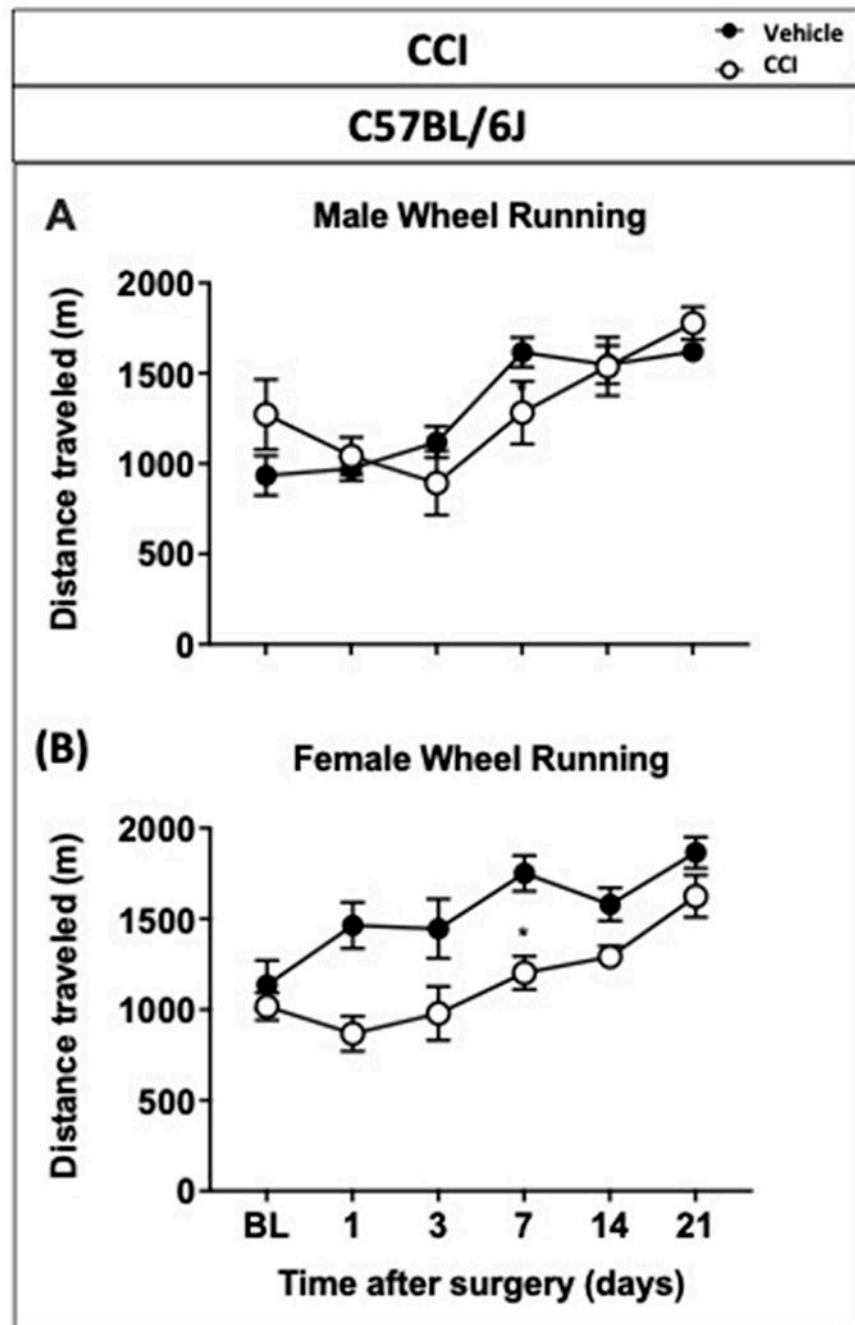 CCI
Vehicle
CCI
C57BL/6J
A
Male Wheel Running
Distance traveled (m)
2000
1500
1000
500
0
*
(B)
Female Wheel Running
Distance traveled (m)
2000
1500
1000
500
0
*
BL 1 3 7 14 21
Time after surgery (days)